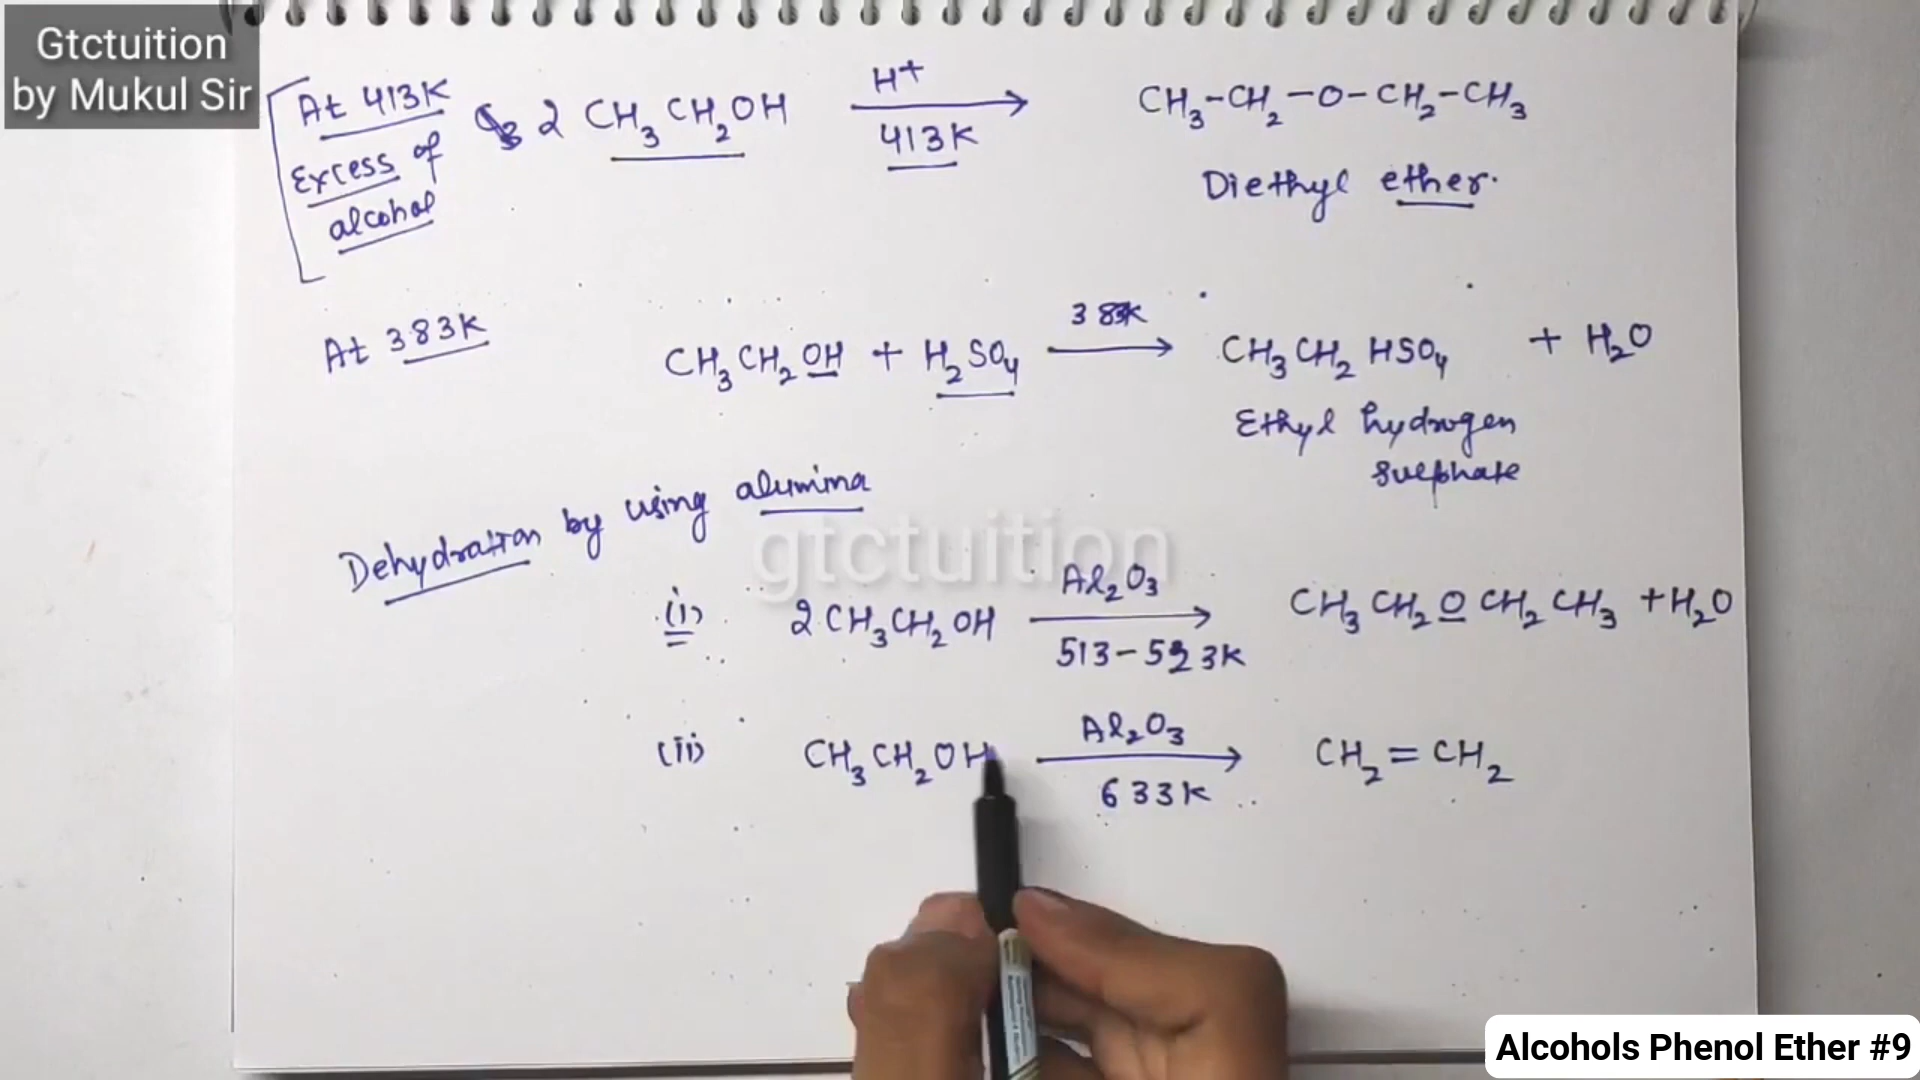 Gtctuition
by Mukul Sir
At 413K
Excess of
alcohol
2 CH3CH2OH
H+
413K
CH3-CH2-O-CH2-CH3
Diethyl ether.
At 383K
CH3CH2OH + H2SO4
383K
CH3CH2HSO4 + H2O
Ethyl hydrogen
sulphate
Dehydration by using alumina
gtctuition
(i) 2CH3CH2OH
Al2O3
513-523K
CH3CH2OCH2CH3 +H2O
(ii) CH3CH2OH
Al2O3
633K
CH2=CH2
Alcohols Phenol Ether #9